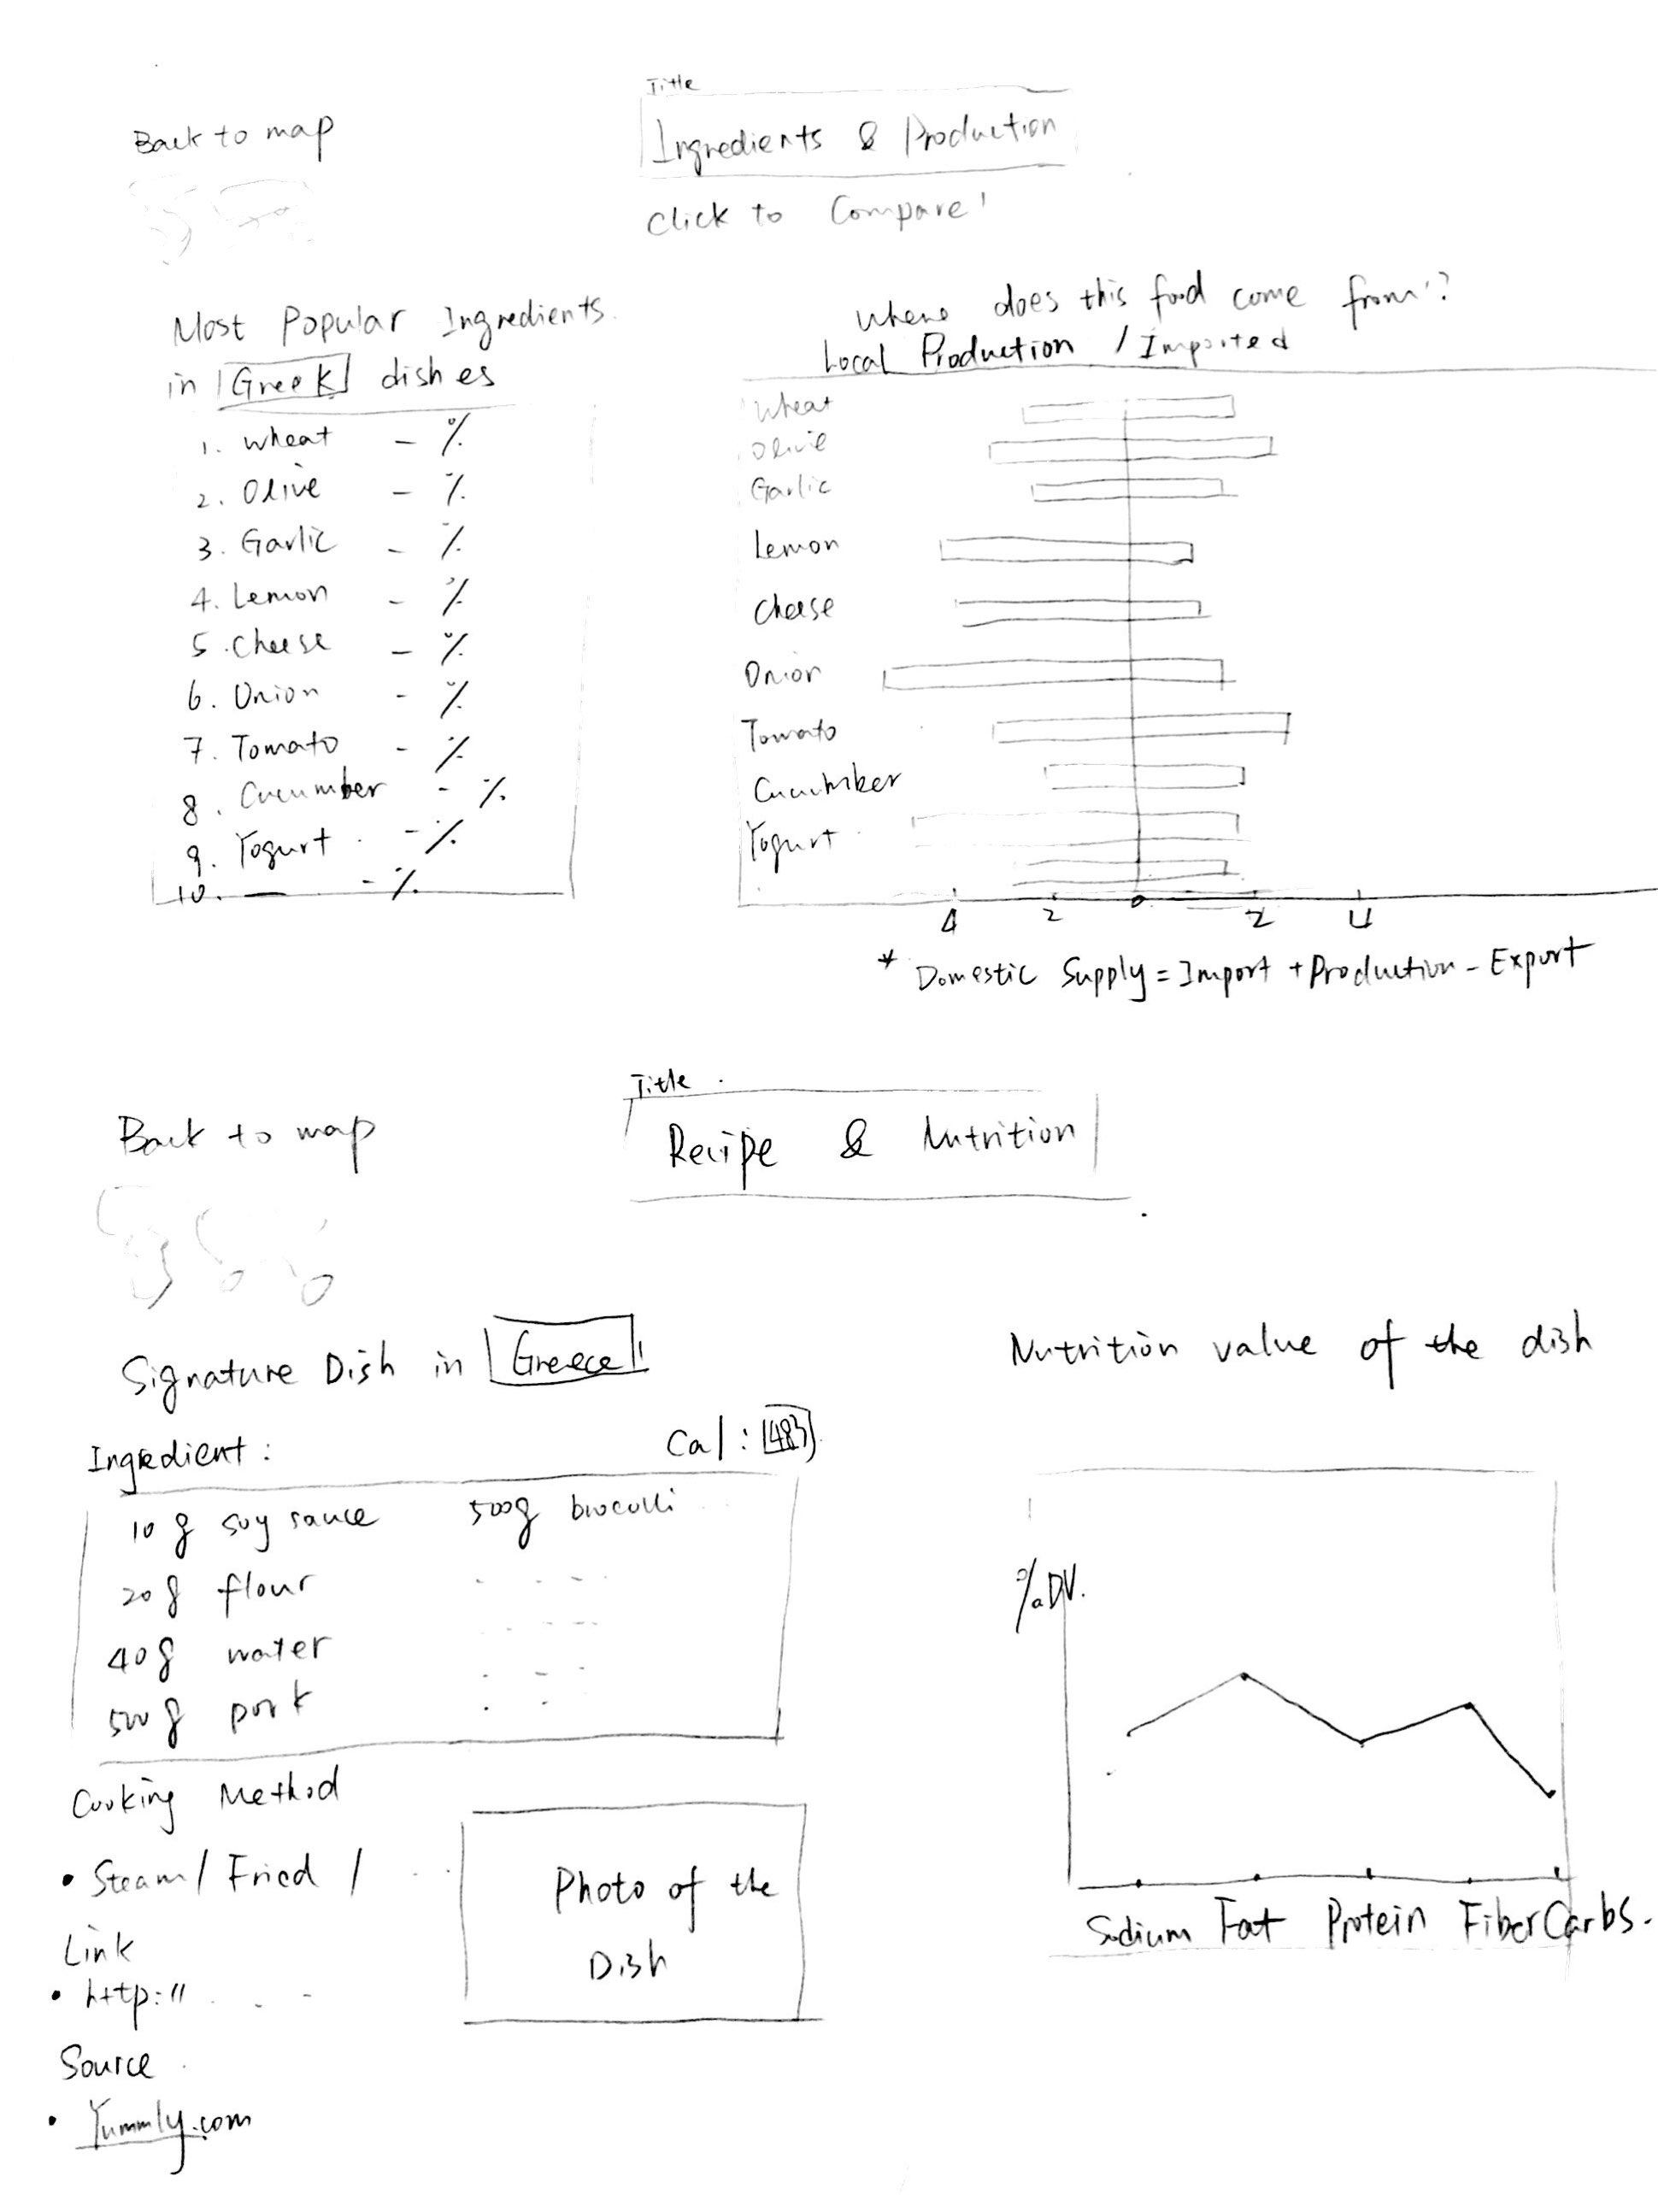 Title
Back to map
Ingredients & Production
Click to Compare!
Most Popular Ingredients.
in Greek dishes
1. wheat - %
2. Olive - %
3. Garlic - %
4. Lemon - %
5. Cheese - %
6. Onion - %
7. Tomato - %
8. Cucumber - %
9. Yogurt - %
10. — - %
Where does this food come from?
Local Production / Imported
Wheat
Olive
Garlic
Lemon
Cheese
Onion
Tomato
Cucumber
Yogurt
4 2 0 2 4
* Domestic Supply = Import + Production - Export
Title
Back to map
Recipe & Nutrition
Signature Dish in Greece
Ingredient: Cal: 483
10 g soy sauce 500g broculli
20 g flour
40 g water
500 g pork
Cooking Method
• Steam / Fried /
Link
• http://
Source
• Yummly.com
Photo of the
Dish
Nutrition value of the dish
% DV.
Sodium Fat Protein Fiber Carbs.